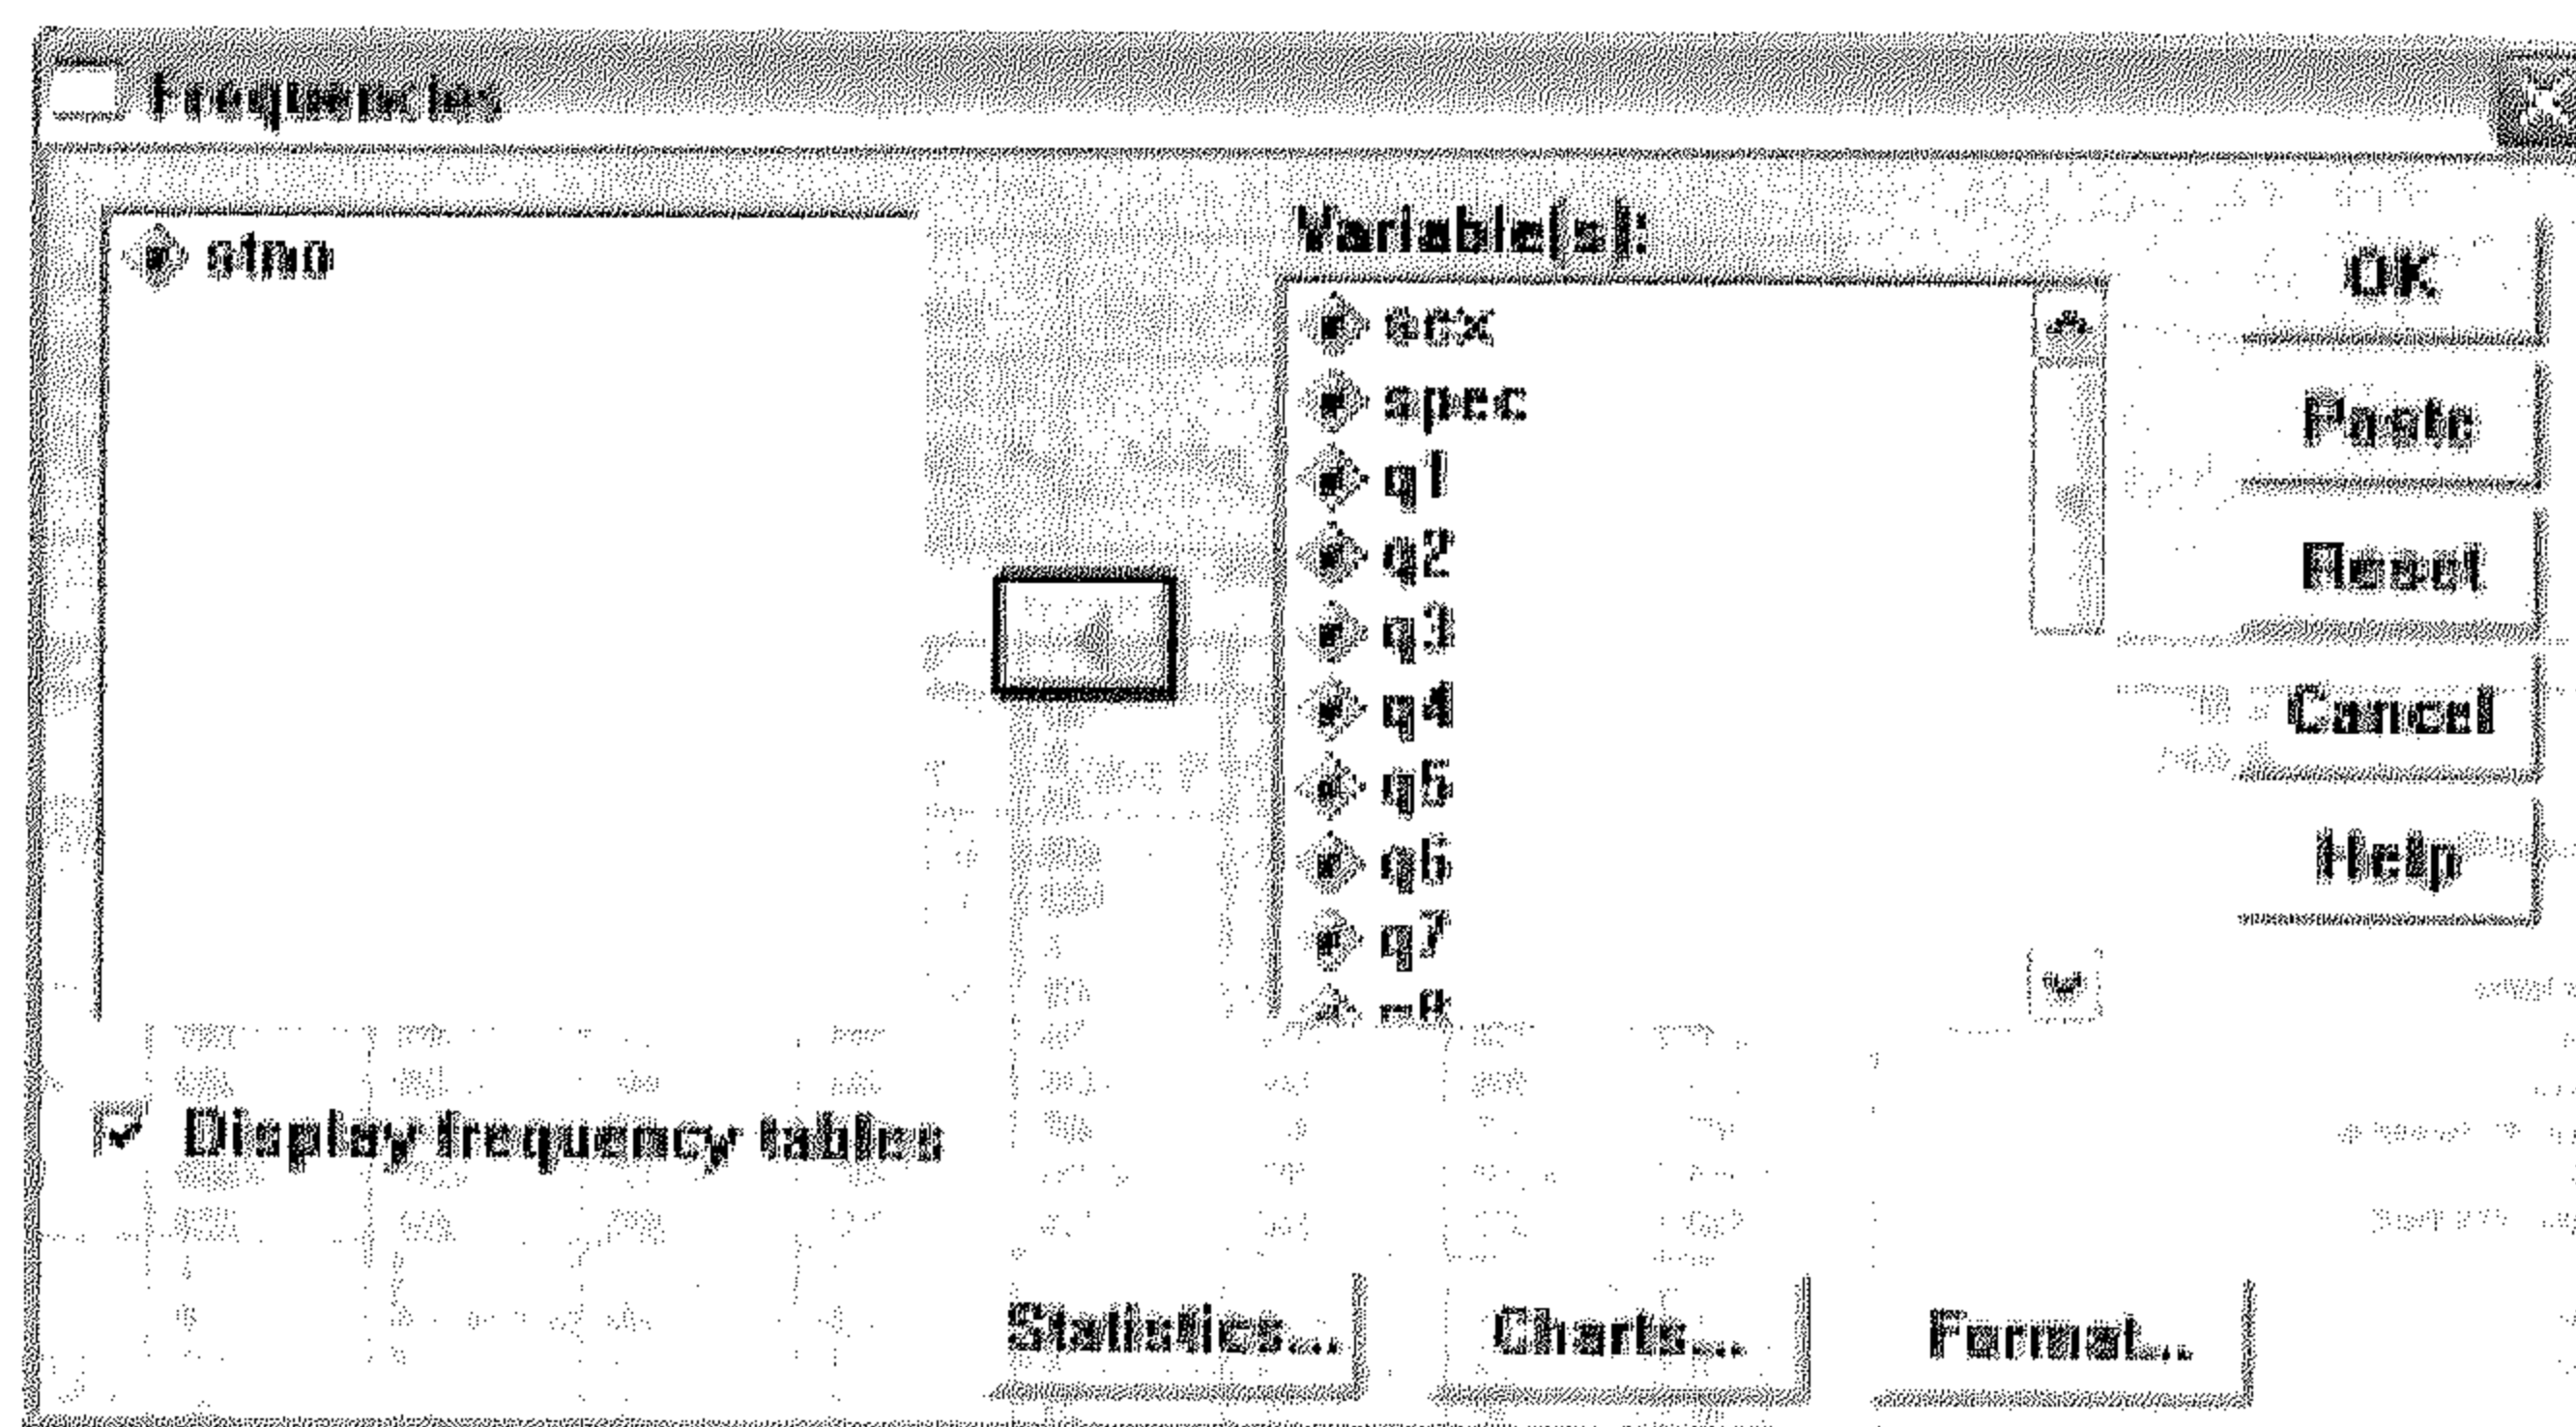 Frequencies
stno
Variable(s):
sex
spec
q1
q2
q3
q4
q5
q6
q7
q8
OK
Paste
Reset
Cancel
Help
Display frequency tables
Statistics...
Charts...
Format...